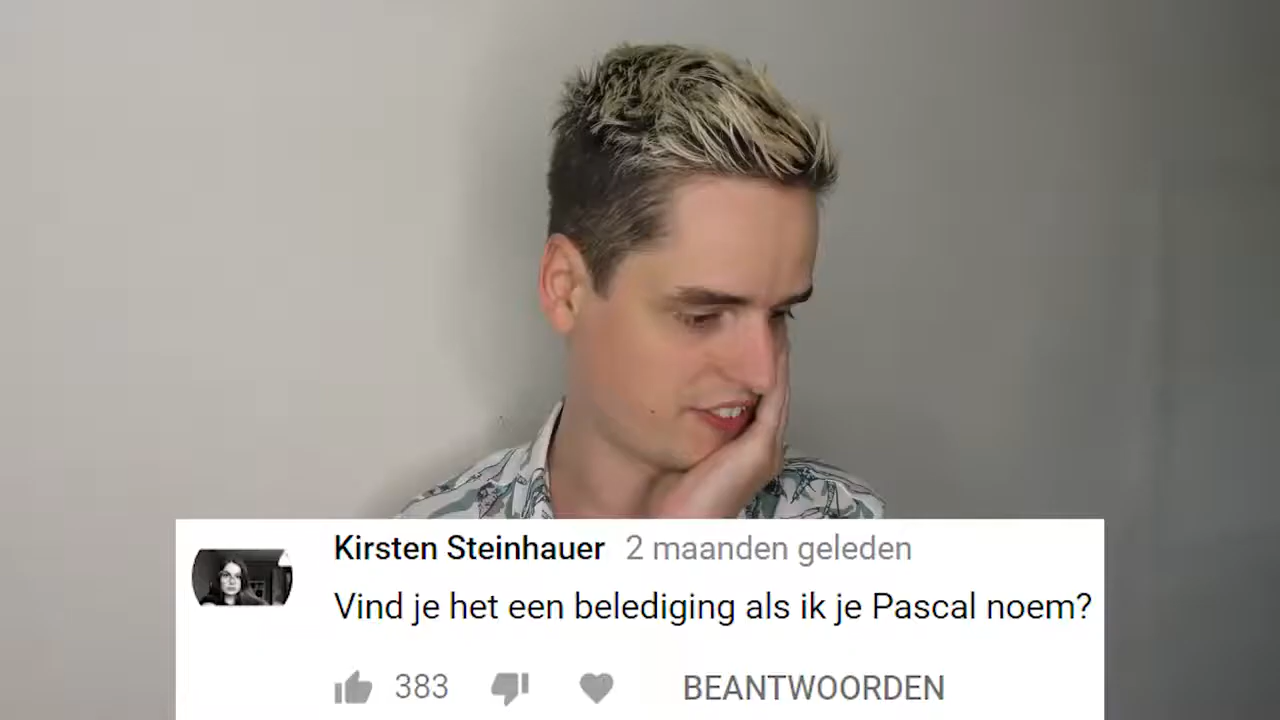 Kirsten Steinhauer 2 maanden geleden
Vind je het een belediging als ik je Pascal noem?
383 BEANTWOORDEN